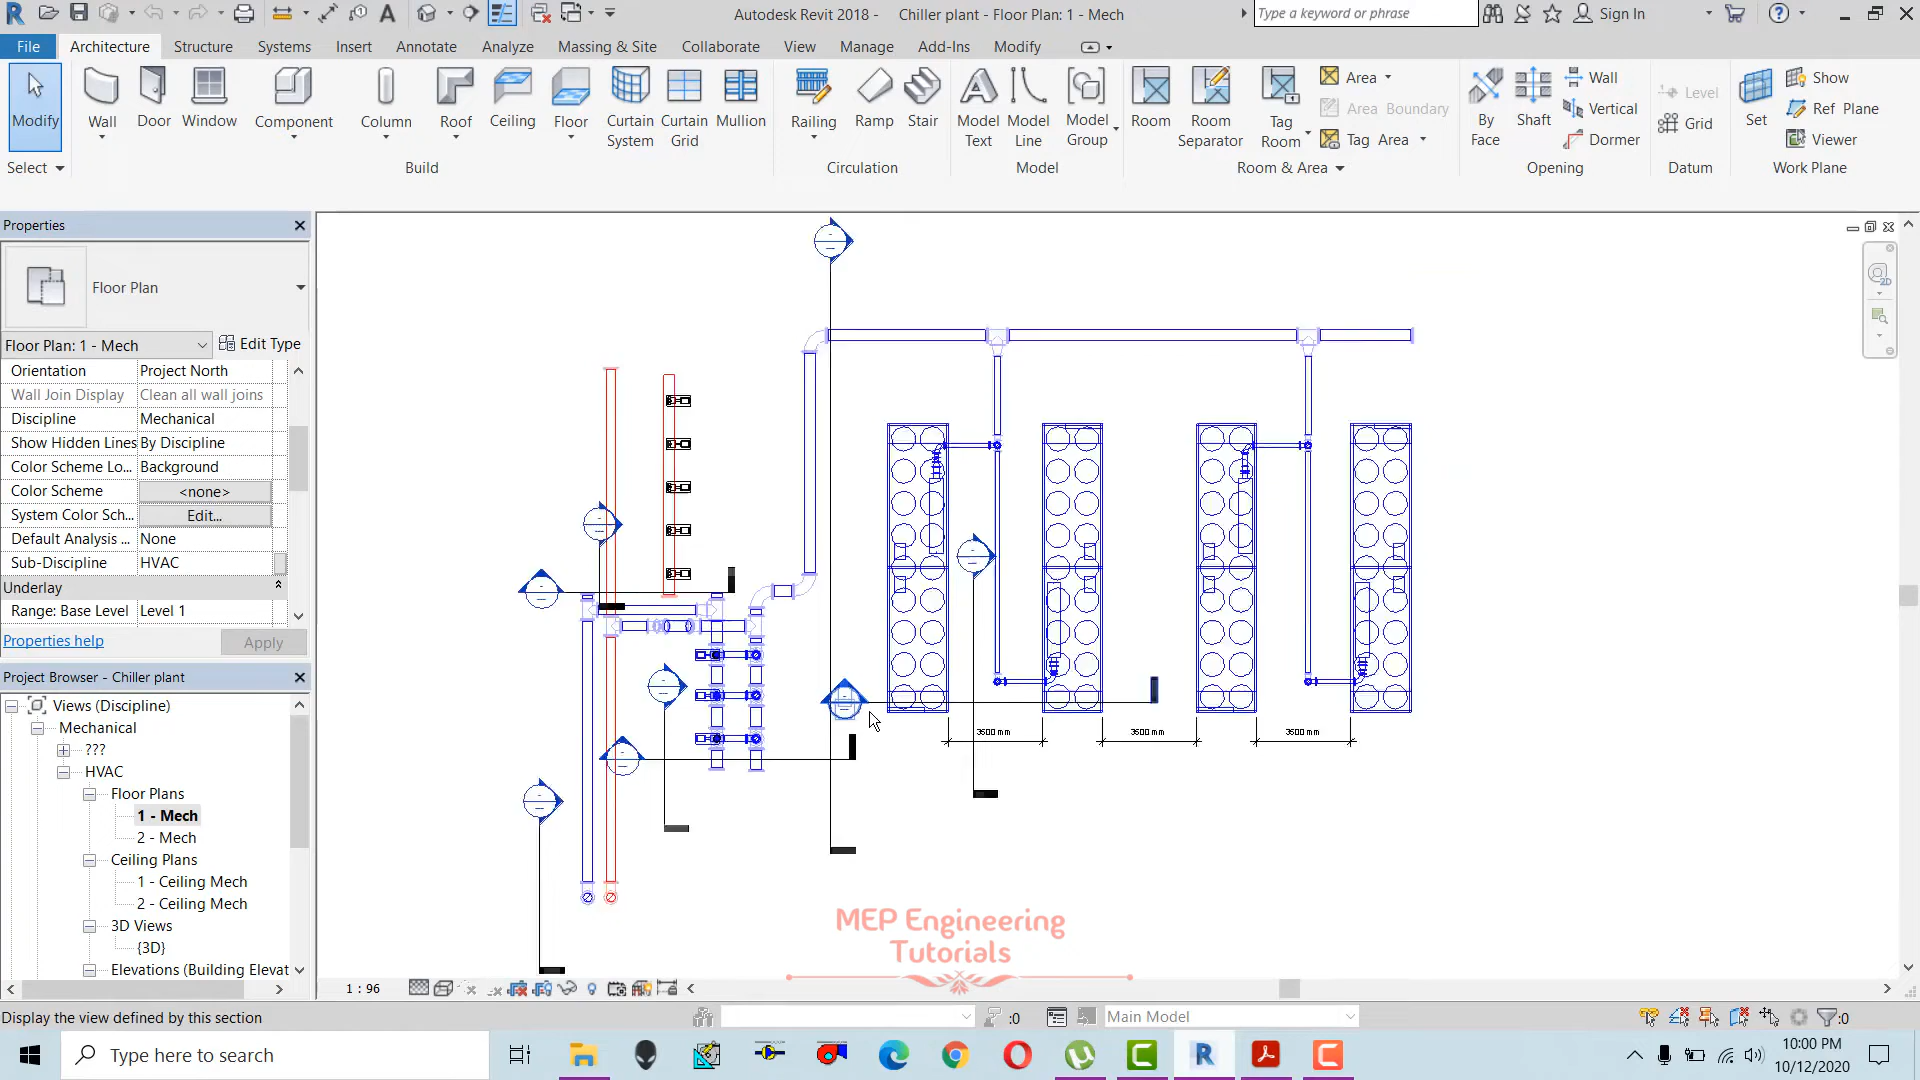 Autodesk Revit 2018 - Chiller plant - Floor Plan: 1 - Mech
Type a keyword or phrase
Sign In
File Architecture Structure Systems Insert Annotate Analyze Massing & Site Collaborate View Manage Add-Ins Modify
Modify Wall Door Window Component Column Roof Ceiling Floor Curtain System Curtain Grid Mullion Railing Ramp Stair Model Text Model Line Model Group Room Room Separator Tag Room
Area
Area Boundary
Tag Area
By Face Shaft Wall Vertical Dormer
Level
Grid
Set Show Ref Plane Viewer
Select Build Circulation Model Room & Area Opening Datum Work Plane
Properties
Floor Plan
Floor Plan: 1 - Mech Edit Type
Orientation Project North
Wall Join Display Clean all wall joins
Discipline Mechanical
Show Hidden Lines By Discipline
Color Scheme Lo... Background
Color Scheme <none>
System Color Sch... Edit...
Default Analysis ... None
Sub-Discipline HVAC
Underlay
Range: Base Level Level 1
Properties help Apply
Project Browser - Chiller plant
Views (Discipline)
Mechanical
???
HVAC
Floor Plans
1 - Mech
2 - Mech
Ceiling Plans
1 - Ceiling Mech
2 - Ceiling Mech
3D Views
{3D}
Elevations (Building Elevat
3500 mm 3500 mm 3500 mm
MEP Engineering
Tutorials
1 : 96
Display the view defined by this section
:0
Main Model
:0
Type here to search
10:00 PM
10/12/2020